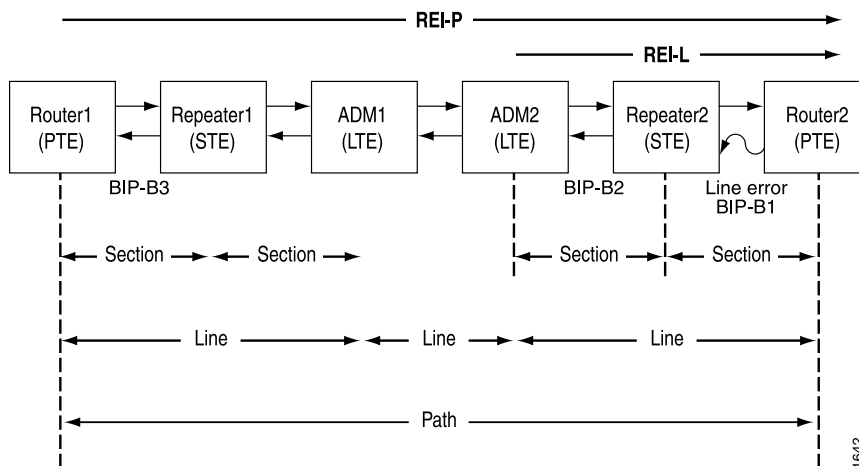 REI-P
REI-L
Router1
(PTE)
Repeater1
(STE)
ADM1
(LTE)
ADM2
(LTE)
Repeater2
(STE)
Router2
(PTE)
BIP-B3
BIP-B2
Line error
BIP-B1
Section
Section
Section
Section
Line
Line
Line
Path
1642